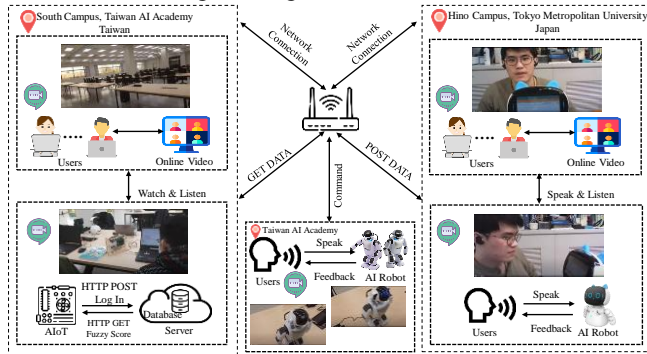 South Campus, Taiwan AI Academy
Taiwan
Users
Online Video
Watch & Listen
HTTP POST
Log In
HTTP GET
Fuzzy Score
AIoT
Database
Server
Network
Connection
Network
Connection
GET DATA
POST DATA
Command
Taiwan AI Academy
Speak
Feedback
Users
AI Robot
Hino Campus, Tokyo Metropolitan University
Japan
Users
Online Video
Speak & Listen
Speak
Feedback
Users
AI Robot